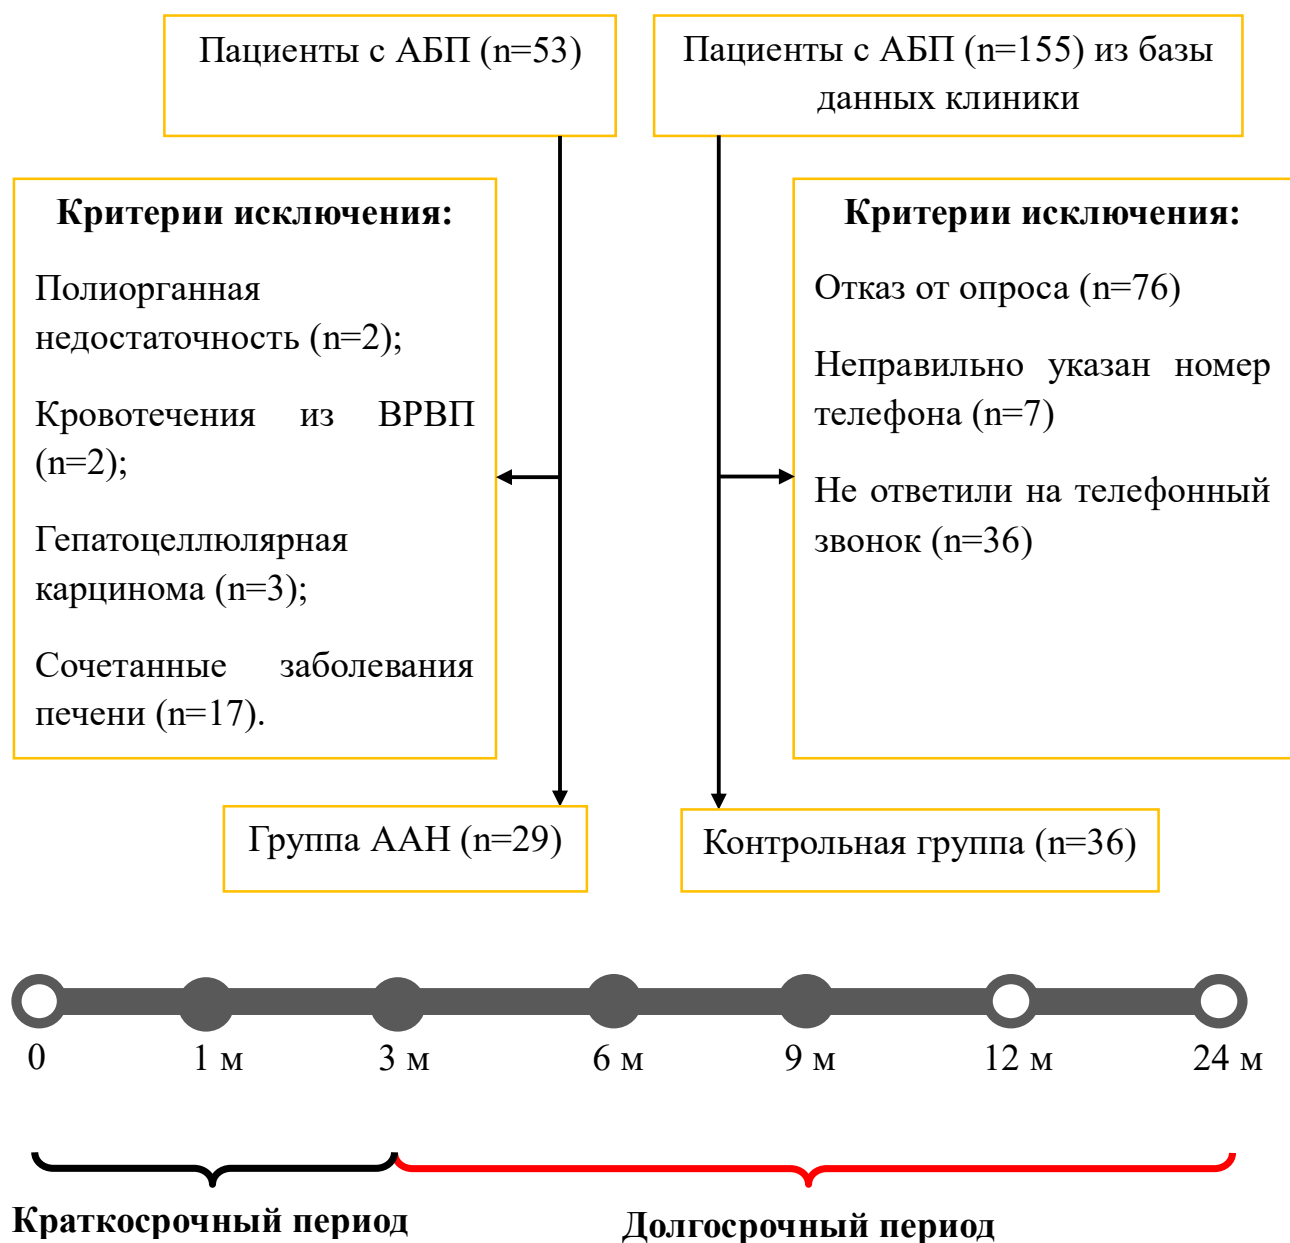 Пациенты с АБП (n=53)
Пациенты с АБП (n=155) из базы
данных клиники
Критерии исключения:
Полиорганная
недостаточность (n=2);
Кровотечения из ВРВП
(n=2);
Гепатоцеллюлярная
карцинома (n=3);
Сочетанные заболевания
печени (n=17).
Критерии исключения:
Отказ от опроса (n=76)
Неправильно указан номер
телефона (n=7)
Не ответили на телефонный
звонок (n=36)
Группа ААН (n=29)
Контрольная группа (n=36)
0 1 м 3 м 6 м 9 м 12 м 24 м
Краткосрочный период
Долгосрочный период